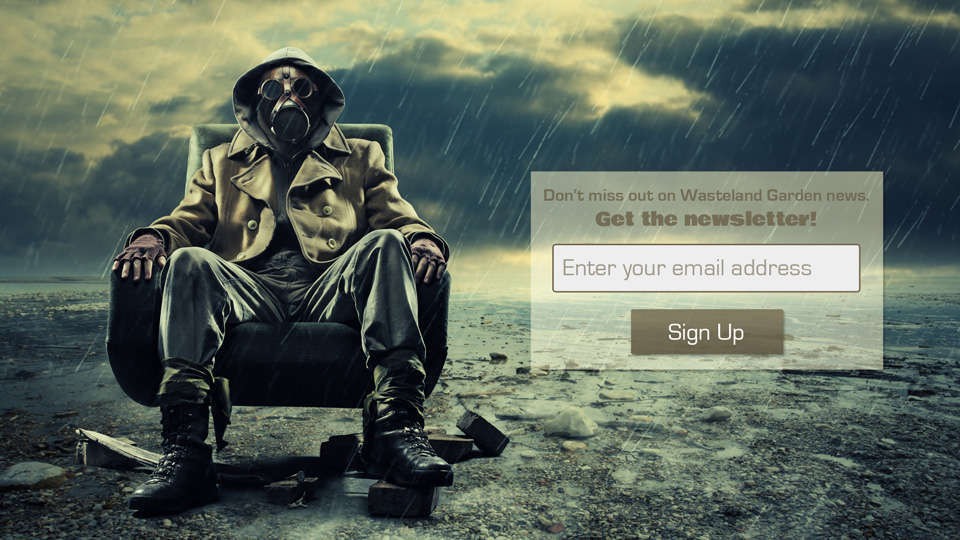 Don't miss out on Wasteland Garden news.
Get the newsletter!
Enter your email address
Sign Up